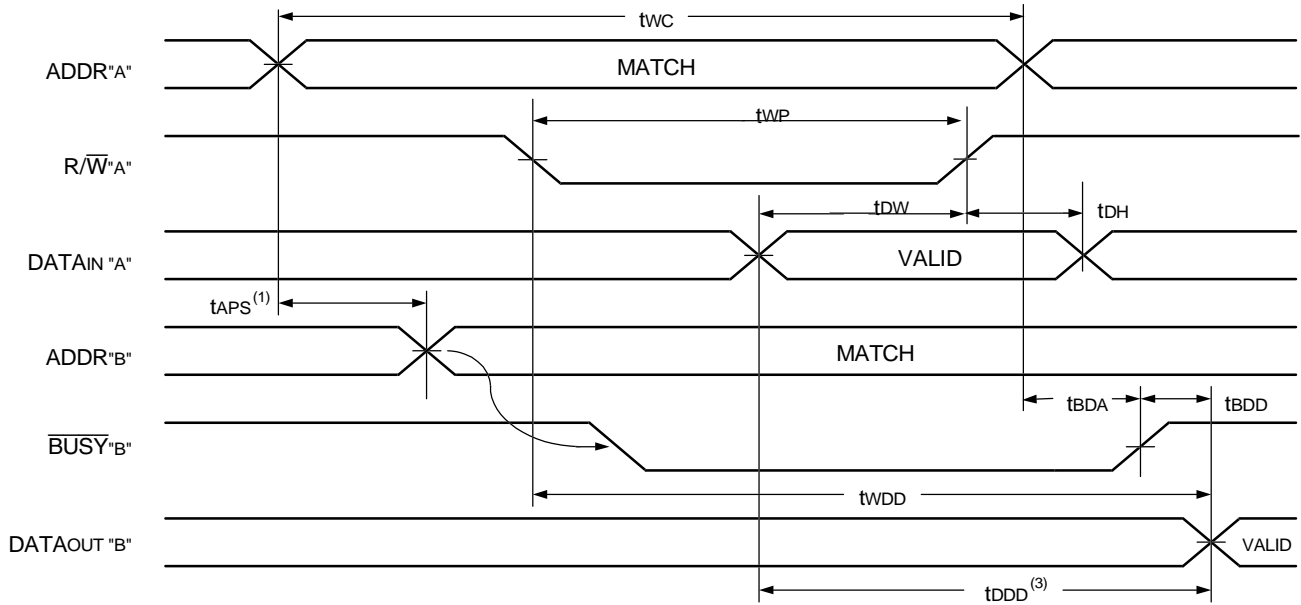 tWC
ADDR"A"
MATCH
tWP
R/W̅"A"
tDW
tDH
DATAIN "A"
VALID
tAPS(1)
ADDR"B"
MATCH
tBDA
tBDD
B̅U̅S̅Y̅"B"
tWDD
DATAOUT "B"
VALID
tDDD(3)